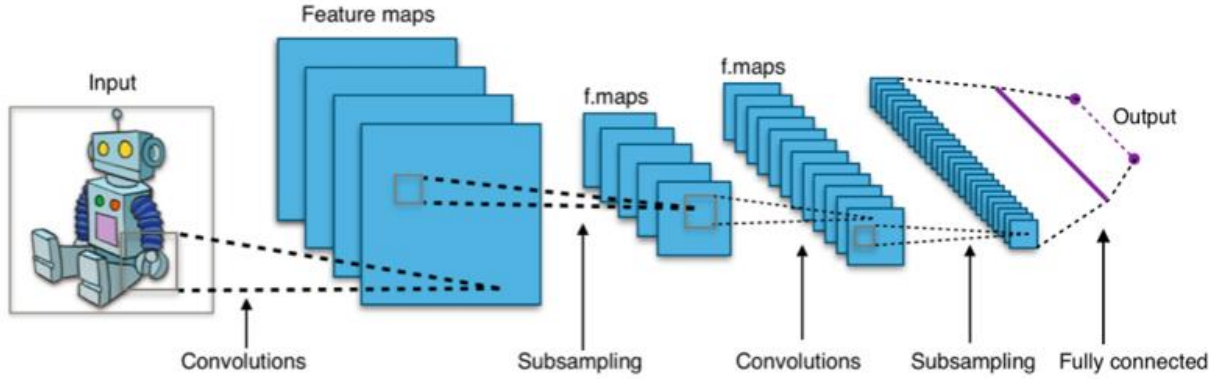 Feature maps
Input
f.maps
f.maps
Output
Convolutions
Subsampling
Convolutions
Subsampling
Fully connected